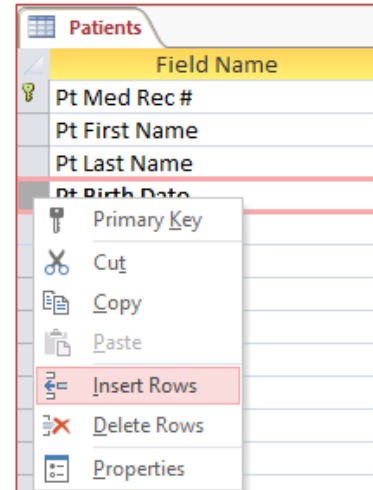 Patients
Field Name
Pt Med Rec #
Pt First Name
Pt Last Name
Pt Birth Date
Primary Key
Cut
Copy
Paste
Insert Rows
Delete Rows
Properties